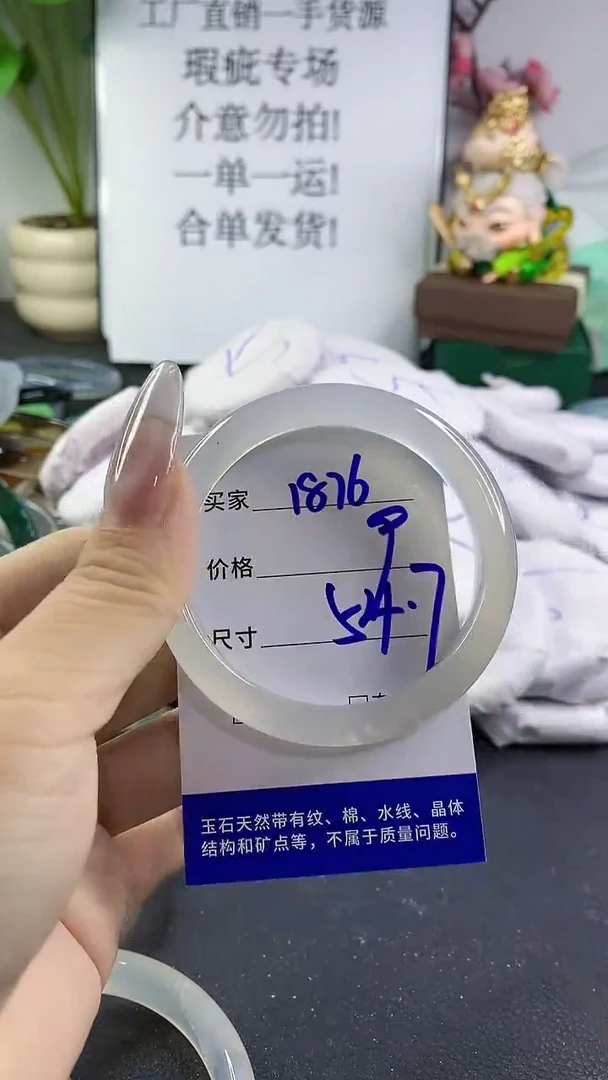 工厂直销一手货源
瑕疵专场
介意勿拍!
一单一运!
合单发货!
买家 1876
价格
尺寸 54.7
玉石天然带有纹、棉、水线、晶体
结构和矿点等，不属于质量问题。